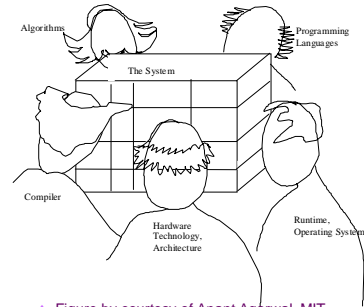 Algorithms
Programming
Languages
The System
Compiler
Hardware
Technology,
Architecture
Runtime,
Operating System
Figure by courtesy of Anant Agarwal, MIT